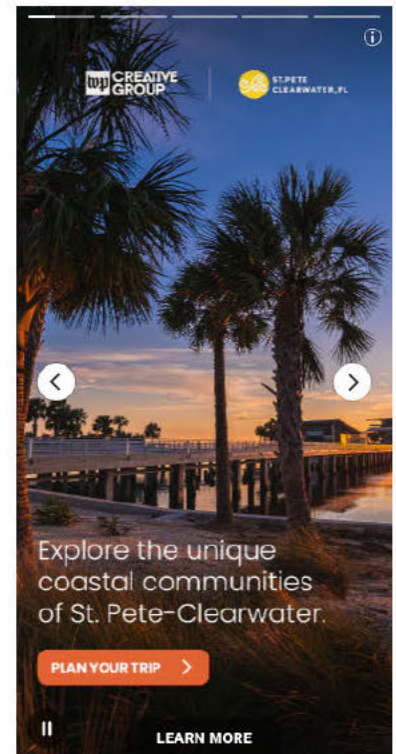 wp CREATIVE
GROUP
ST.PETE
CLEARWATER,FL
Explore the unique
coastal communities
of St. Pete-Clearwater.
PLAN YOUR TRIP
LEARN MORE